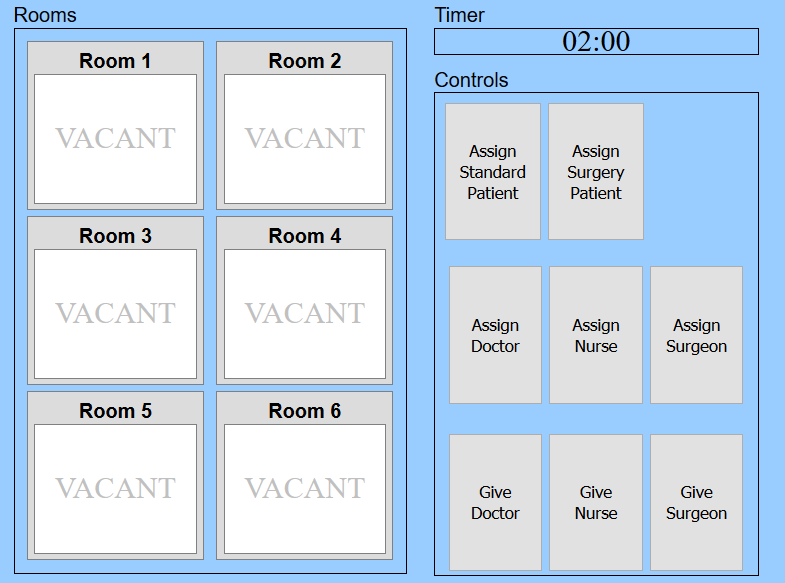 Rooms
Room 1
VACANT
Room 2
VACANT
Room 3
VACANT
Room 4
VACANT
Room 5
VACANT
Room 6
VACANT
Timer
02:00
Controls
Assign
Standard
Patient
Assign
Surgery
Patient
Assign
Doctor
Assign
Nurse
Assign
Surgeon
Give
Doctor
Give
Nurse
Give
Surgeon